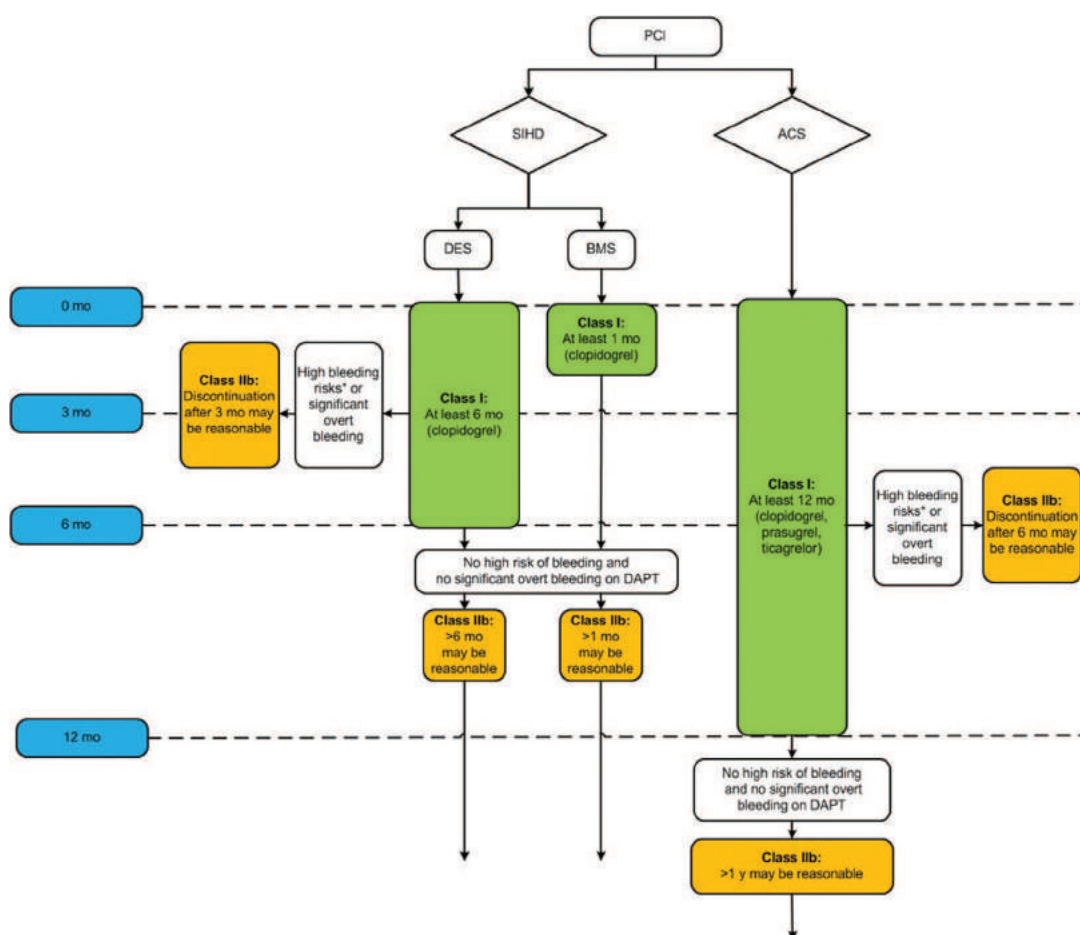 PCI
SIHD
ACS
DES
BMS
0 mo
Class I:
At least 1 mo
(clopidogrel)
Class IIb:
Discontinuation
after 3 mo may
be reasonable
High bleeding
risks* or
significant
overt
bleeding
3 mo
Class I:
At least 6 mo
(clopidogrel)
Class I:
At least 12 mo
(clopidogrel,
prasugrel,
ticagrelor)
High bleeding
risks* or
significant
overt
bleeding
Class IIb:
Discontinuation
after 6 mo may
be reasonable
6 mo
No high risk of bleeding and
no significant overt bleeding on DAPT
Class IIb:
>6 mo
may be
reasonable
Class IIb:
>1 mo
may be
reasonable
12 mo
No high risk of bleeding
and no significant overt
bleeding on DAPT
Class IIb:
>1 y may be reasonable